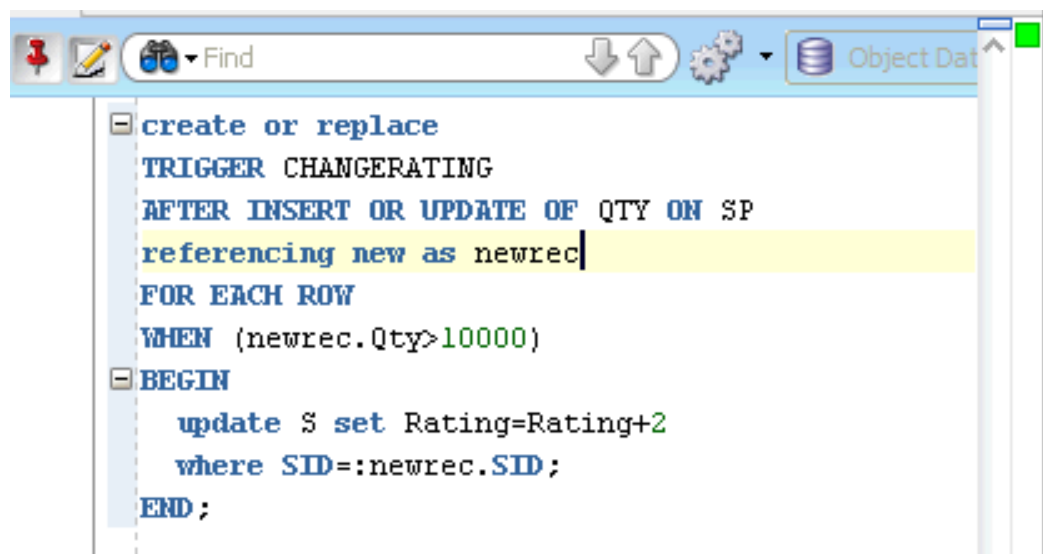 Find
Object Dat
create or replace
TRIGGER CHANGERATING
AFTER INSERT OR UPDATE OF QTY ON SP
referencing new as newrec
FOR EACH ROW
WHEN (newrec.Qty>10000)
BEGIN
update S set Rating=Rating+2
where SID=:newrec.SID;
END;